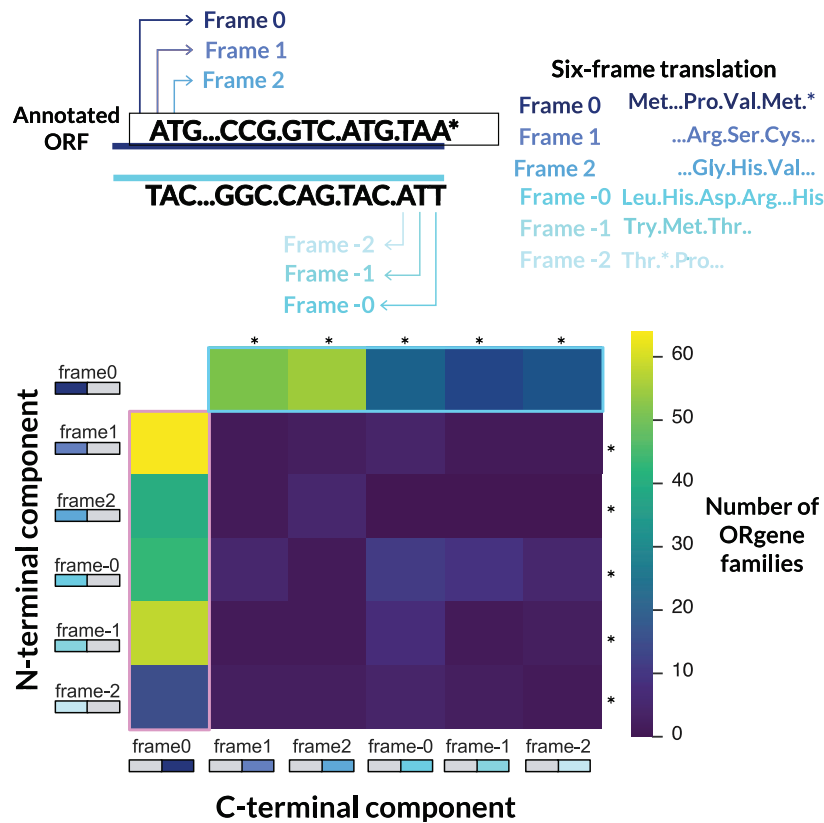 Frame 0
Frame 1
Frame 2
Annotated
ORF
ATG...CCG.GTC.ATG.TAA*
TAC...GGC.CAG.TAC.ATT
Frame -2
Frame -1
Frame -0
Six-frame translation
Frame 0 Met...Pro.Val.Met.*
Frame 1 ...Arg.Ser.Cys...
Frame 2 ...Gly.His.Val...
Frame -0 Leu.His.Asp.Arg...His
Frame -1 Try.Met.Thr..
Frame -2 Thr.*.Pro...
* * * * *
N-terminal component
frame0
frame1 *
frame2 *
frame-0 *
frame-1 *
frame-2 *
frame0 frame1 frame2 frame-0 frame-1 frame-2
C-terminal component
60
50
40
30
20
10
0
Number of
ORgene
families